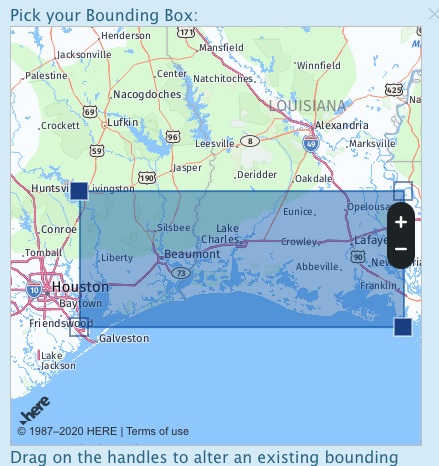 Pick your Bounding Box:
171
Henderson
Mansfield
Jacksonville
Winnfield
Palestine
Center
Natchitoches
425
Nacogdoches
LOUISIANA
69
Crockett
Lufkin
Alexandria
96
Leesville
8
49
Marksville
59
Jasper
190
Deridder
Oakdale
Huntsvi
Livingston
Opelousa
Eunice
Conroe
Silsbee
Lake
Charles
Crowley
Lafaye
Tomball
Liberty
Beaumont
90
New
ria
73
Abbeville
10
Houston
Franklin
Baytown
Friendswood
Galveston
Lake
Jackson
here
© 1987–2020 HERE | Terms of use
Drag on the handles to alter an existing bounding